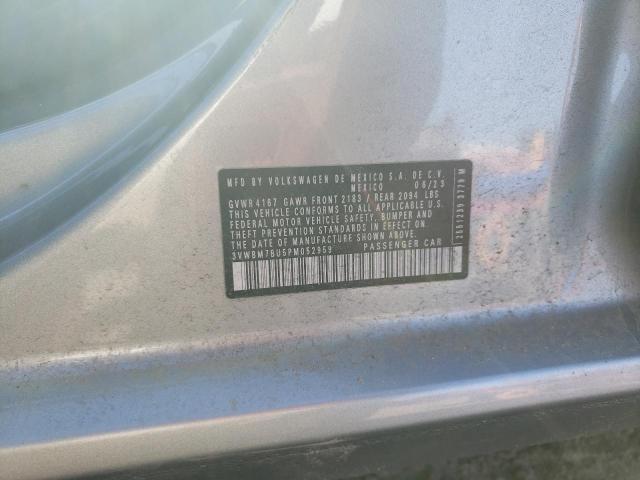 MFD BY VOLKSWAGEN DE MEXICO S.A. DE C.V.
MEXICO 06/23
GVWR 4167 GAWR FRONT 2183 / REAR 2094 LBS
THIS VEHICLE CONFORMS TO ALL APPLICABLE U.S.
FEDERAL MOTOR VEHICLE SAFETY, BUMPER AND
THEFT PREVENTION STANDARDS IN EFFECT ON
THE DATE OF MANUFACTURE SHOWN ABOVE.
3VWBM7BU5PM052959 PASSENGER CAR